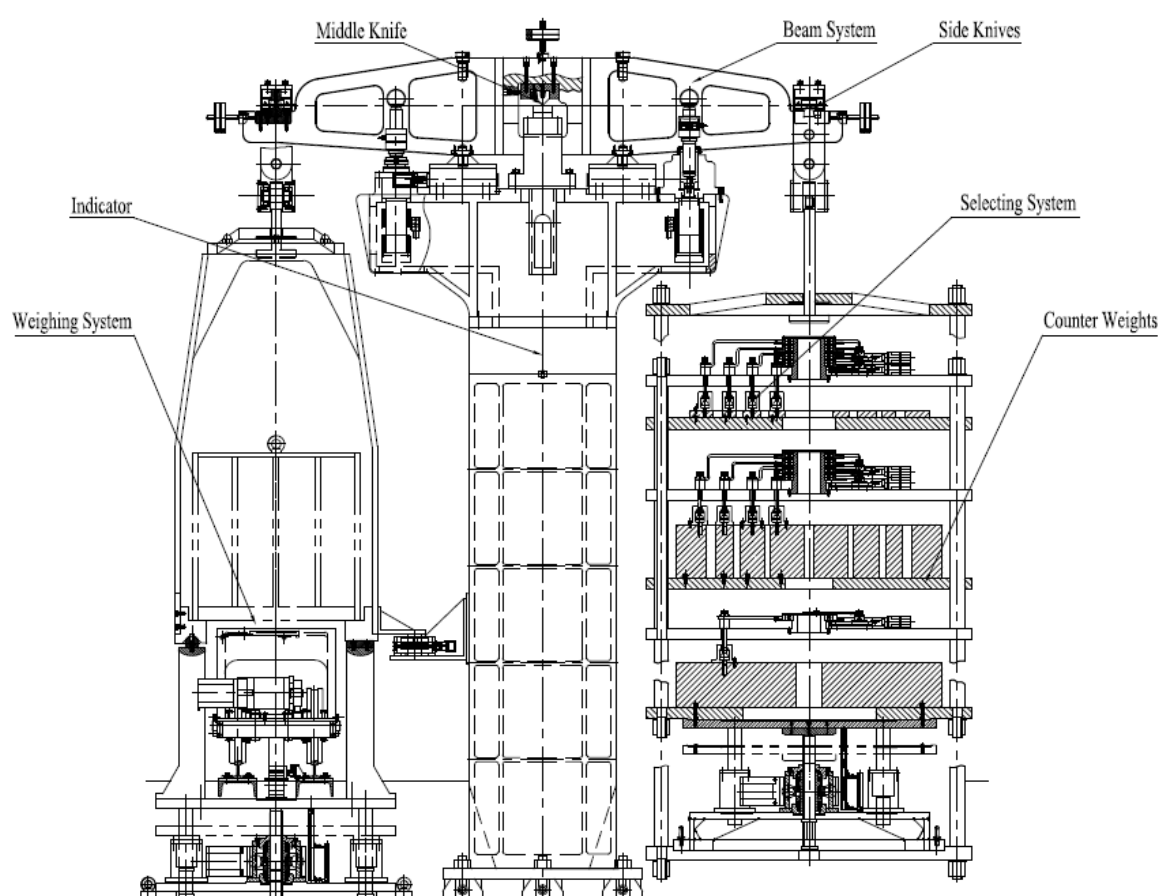 Middle Knife
Beam System
Side Knives
Indicator
Selecting System
Weighing System
Counter Weights